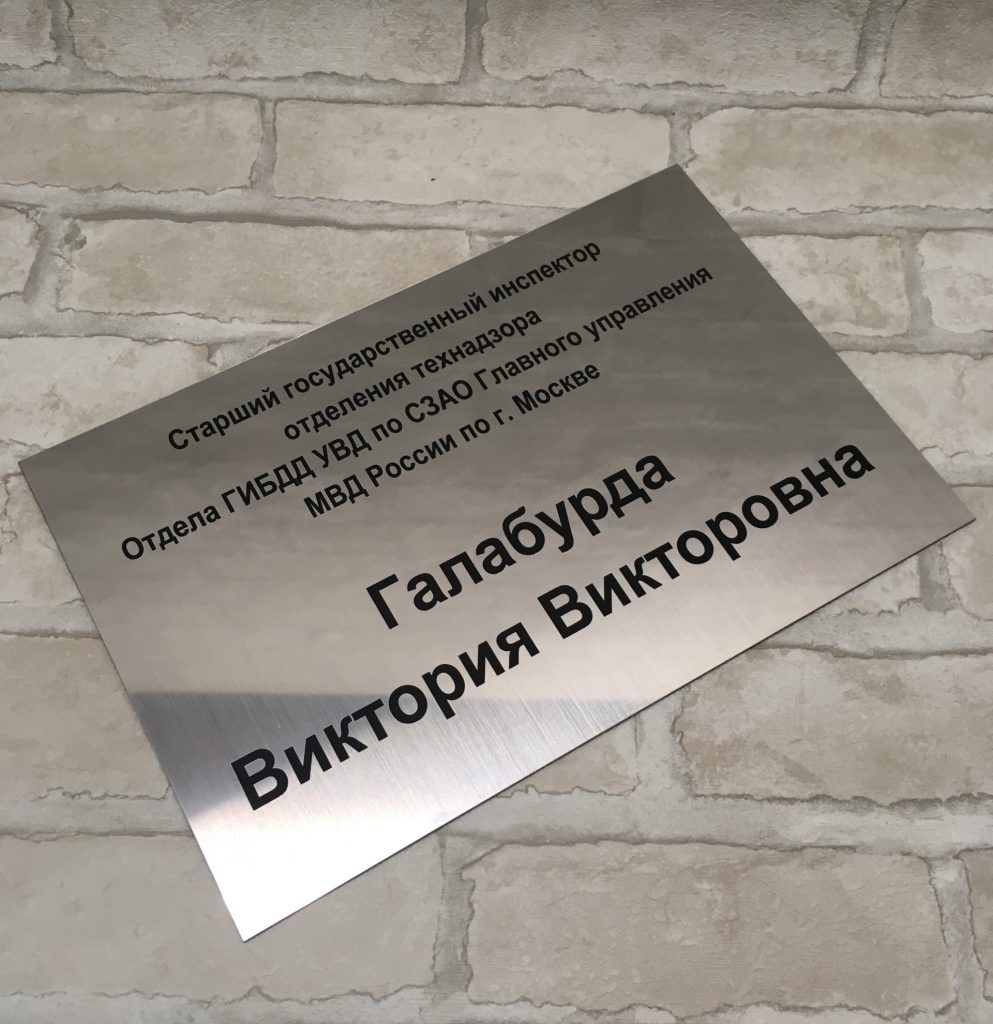 Старший государственный инспектор
отделения технадзора
Отдела ГИБДД УВД по СЗАО Главного управления
МВД России по г. Москве
Галабурда
Виктория Викторовна